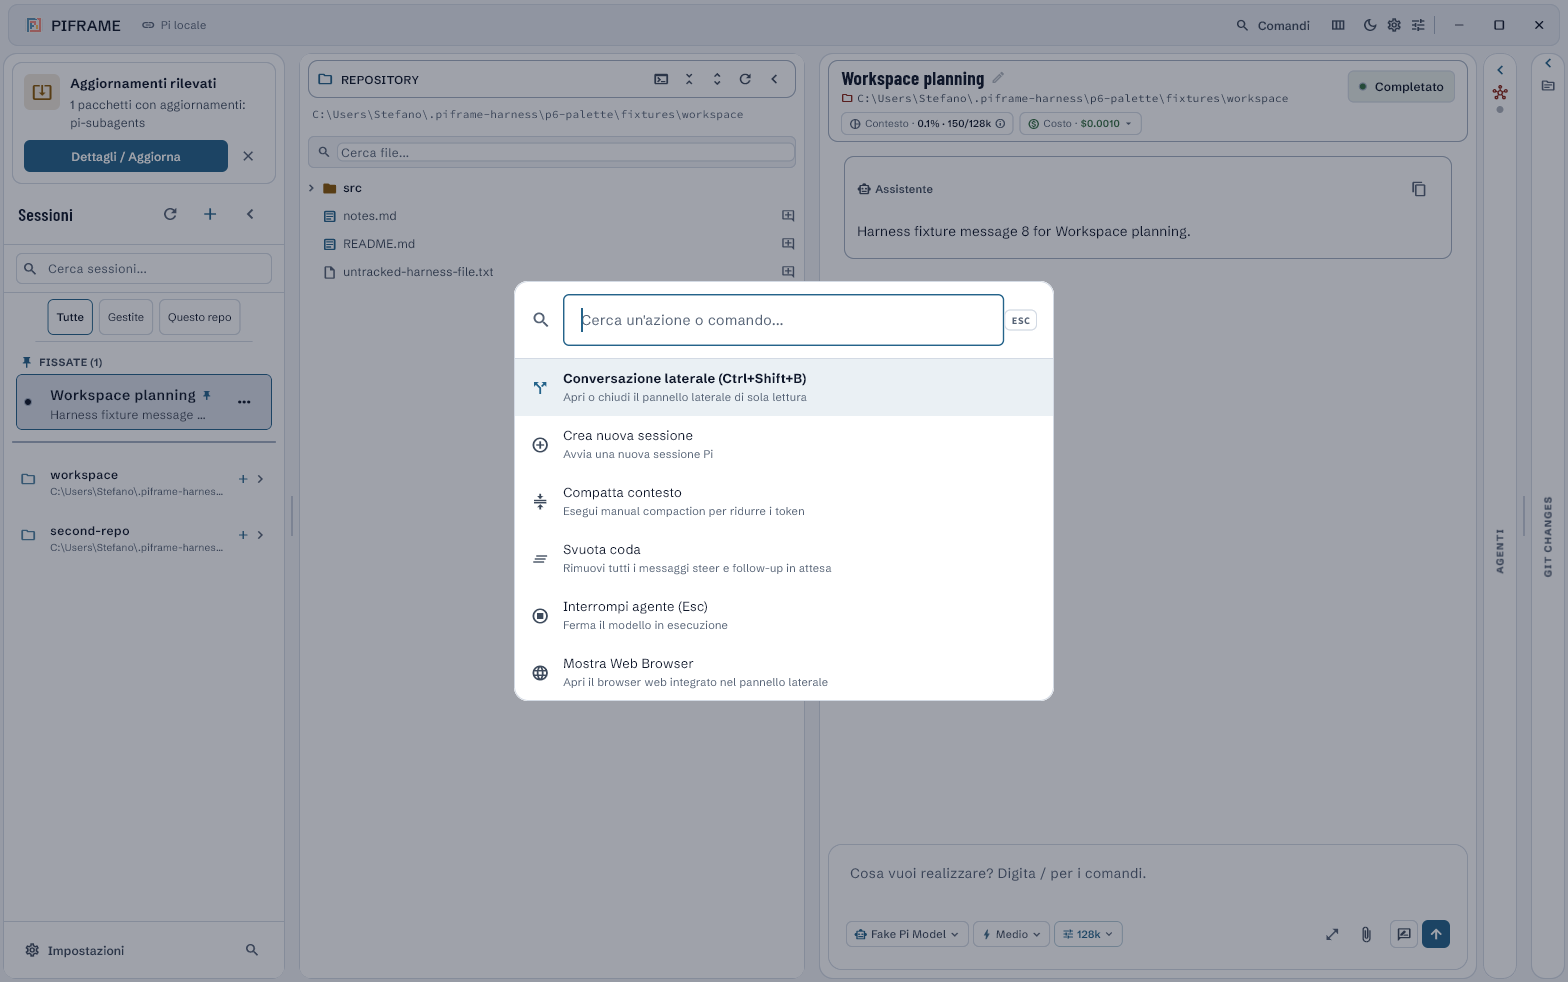 PIFRAME
Pi locale
Comandi
Aggiornamenti rilevati
1 pacchetti con aggiornamenti:
pi-subagents
Dettagli / Aggiorna
Sessioni
Cerca sessioni...
Tutte
Gestite
Questo repo
FISSATE (1)
Workspace planning
Harness fixture message ...
workspace
C:\Users\Stefano\.piframe-harnes...
second-repo
C:\Users\Stefano\.piframe-harnes...
Impostazioni
REPOSITORY
C:\Users\Stefano\.piframe-harness\p6-palette\fixtures\workspace
Cerca file...
src
notes.md
README.md
untracked-harness-file.txt
Cerca un'azione o comando...
ESC
Conversazione laterale (Ctrl+Shift+B)
Apri o chiudi il pannello laterale di sola lettura
Crea nuova sessione
Avvia una nuova sessione Pi
Compatta contesto
Esegui manual compaction per ridurre i token
Svuota coda
Rimuovi tutti i messaggi steer e follow-up in attesa
Interrompi agente (Esc)
Ferma il modello in esecuzione
Mostra Web Browser
Apri il browser web integrato nel pannello laterale
Workspace planning
C:\Users\Stefano\.piframe-harness\p6-palette\fixtures\workspace
Contesto · 0.1% · 150/128k
Costo · $0.0010
Completato
Assistente
Harness fixture message 8 for Workspace planning.
Cosa vuoi realizzare? Digita / per i comandi.
Fake Pi Model
Medio
128k
AGENTI
GIT CHANGES